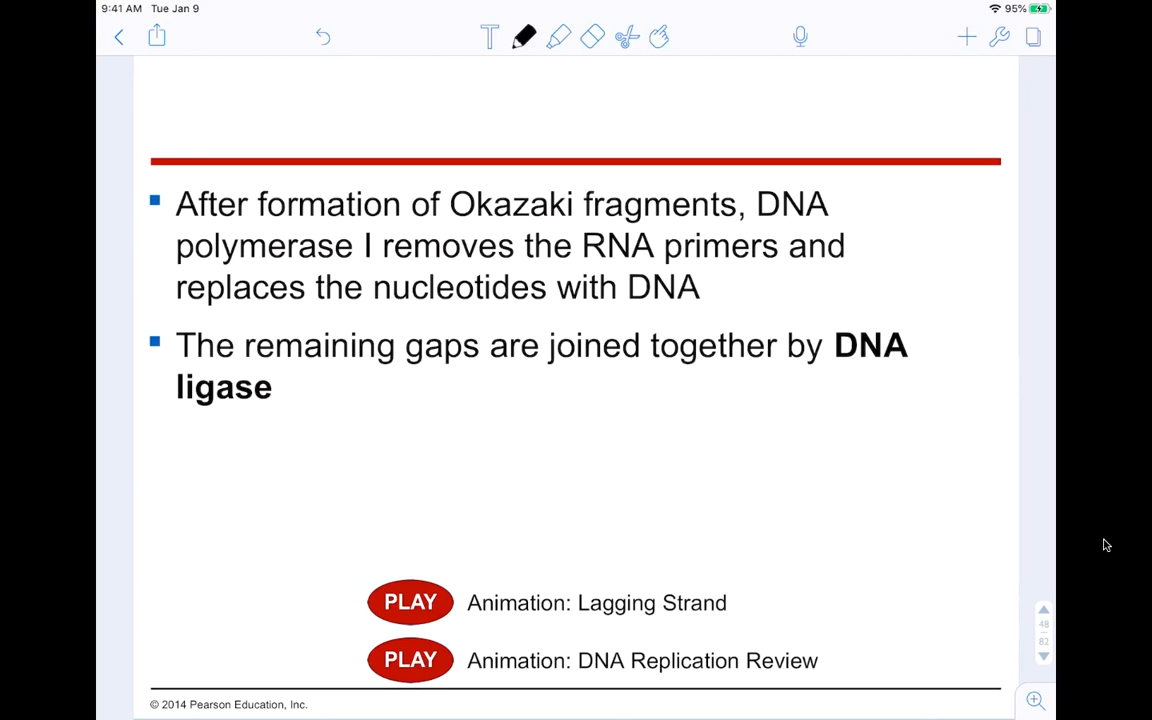 9:41 AM Tue Jan 9
95%
After formation of Okazaki fragments, DNA
polymerase I removes the RNA primers and
replaces the nucleotides with DNA
The remaining gaps are joined together by DNA
ligase
PLAY Animation: Lagging Strand
PLAY Animation: DNA Replication Review
48
82
© 2014 Pearson Education, Inc.